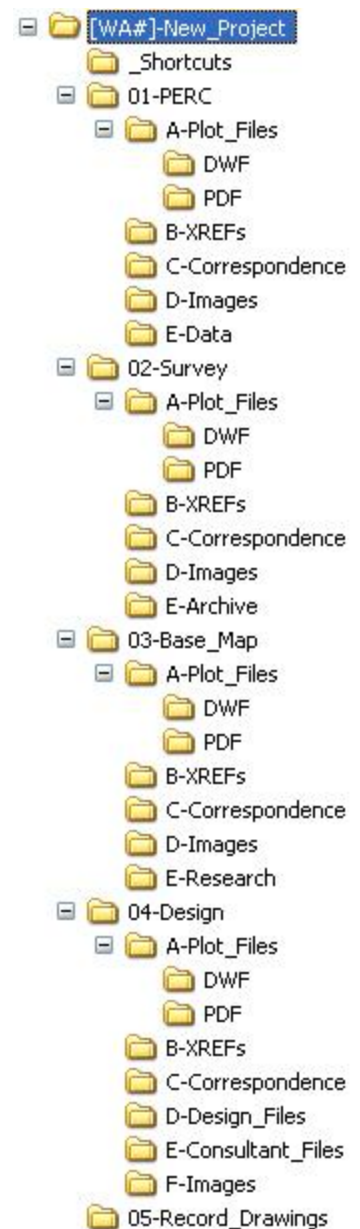 [WA#]-New_Project
_Shortcuts
01-PERC
A-Plot_Files
DWF
PDF
B-XREFs
C-Correspondence
D-Images
E-Data
02-Survey
A-Plot_Files
DWF
PDF
B-XREFs
C-Correspondence
D-Images
E-Archive
03-Base_Map
A-Plot_Files
DWF
PDF
B-XREFs
C-Correspondence
D-Images
E-Research
04-Design
A-Plot_Files
DWF
PDF
B-XREFs
C-Correspondence
D-Design_Files
E-Consultant_Files
F-Images
05-Record_Drawings